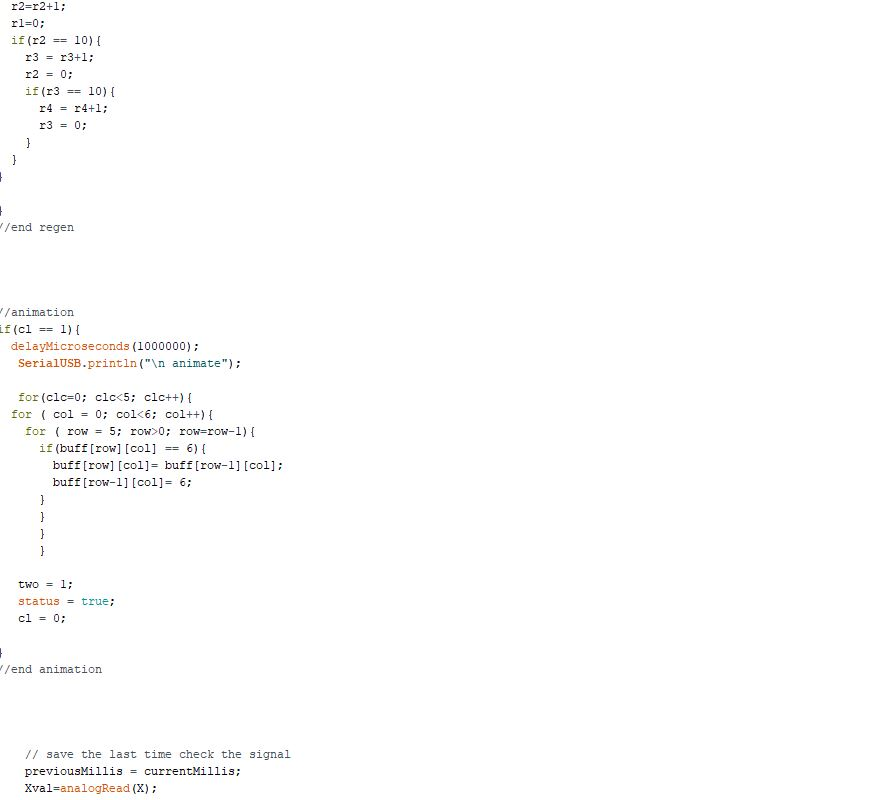 r2=r2+1;
r1=0;
if(r2 == 10){
r3 = r3+1;
r2 = 0;
if(r3 == 10){
r4 = r4+1;
r3 = 0;
}
}
}
}
//end regen
//animation
if(cl == 1){
delayMicroseconds(1000000);
SerialUSB.println("\n animate");
for(clc=0; clc<5; clc++){
for ( col = 0; col<6; col++){
for ( row = 5; row>0; row=row-1){
if(buff[row][col] == 6){
buff[row][col]= buff[row-1][col];
buff[row-1][col]= 6;
}
}
}
}
two = 1;
status = true;
cl = 0;
}
//end animation
// save the last time check the signal
previousMillis = currentMillis;
Xval=analogRead(X);